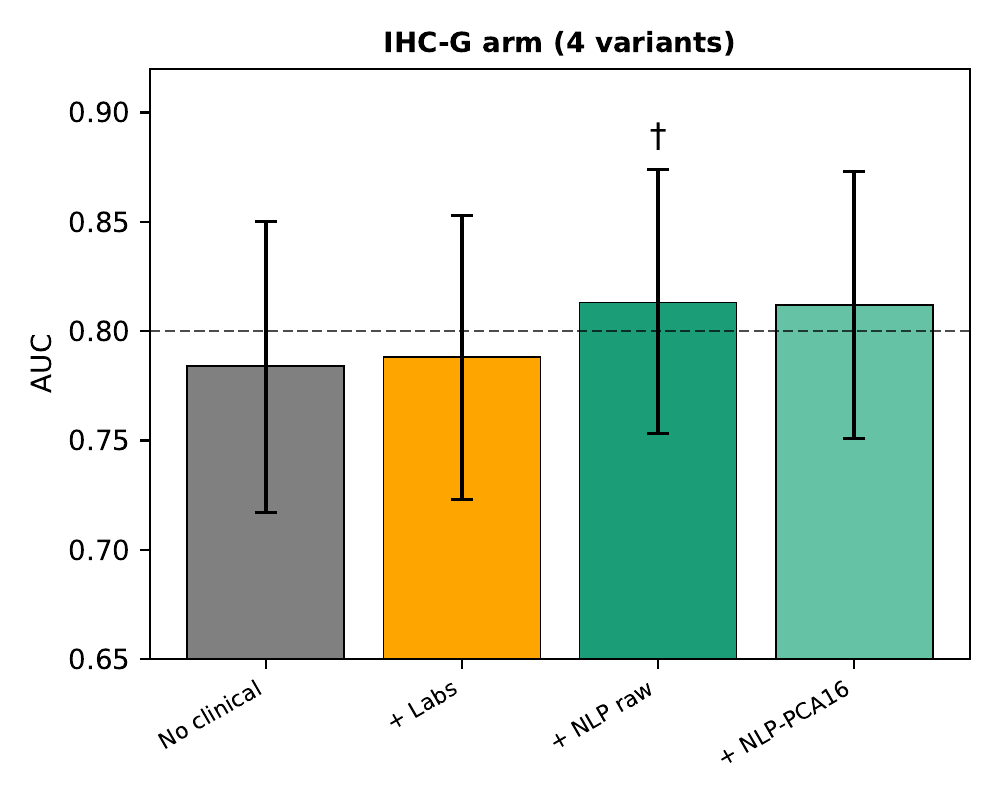 IHC-G arm (4 variants)
†
0.90
0.85
0.80
0.75
0.70
0.65
AUC
No clinical
+ Labs
+ NLP raw
+ NLP-PCA16